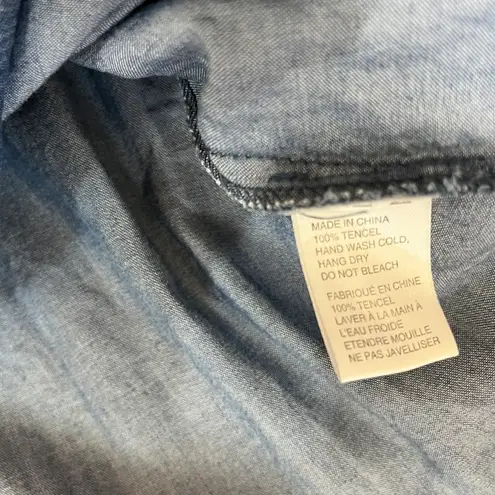 MADE IN CHINA
100% TENCEL
HAND WASH COLD,
HANG DRY
DO NOT BLEACH
FABRIQUÉ EN CHINE
100% TENCEL
LAVER À LA MAIN À
L'EAU FROIDE
ETENDRE MOUILLE
NE PAS JAVELLISER